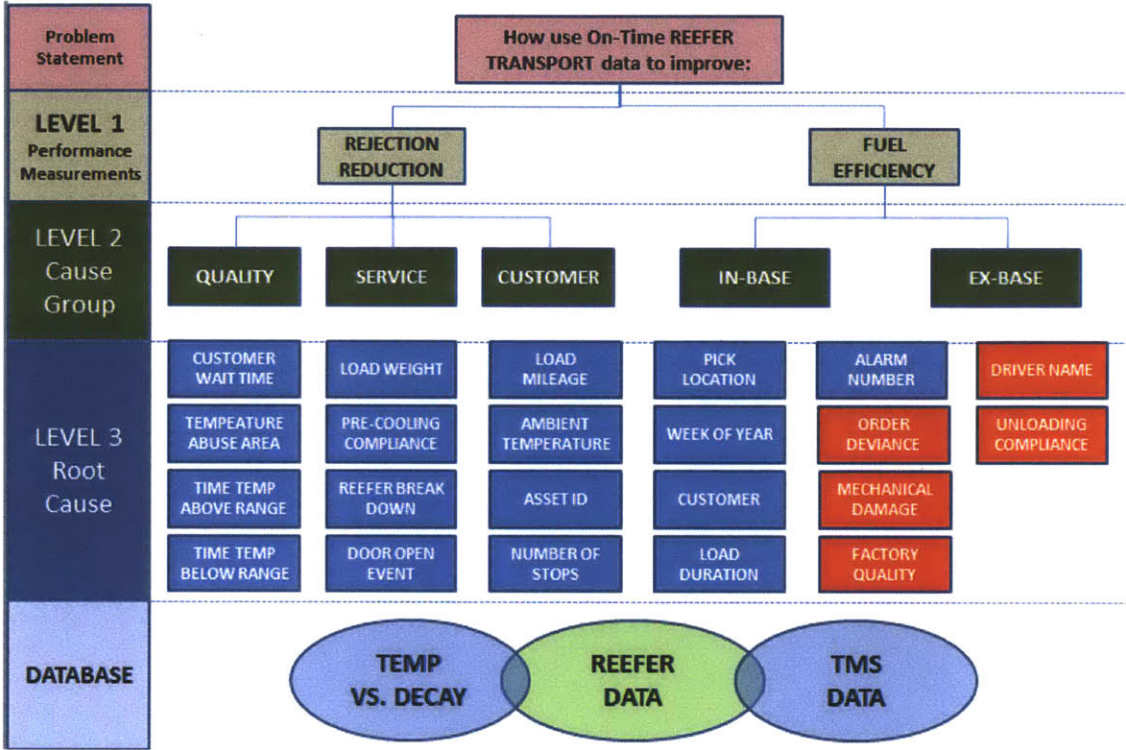 Problem
Statement
How use On-Time REEFER
TRANSPORT data to improve:
LEVEL 1
Performance
Measurements
REJECTION
REDUCTION
FUEL
EFFICIENCY
LEVEL 2
Cause
Group
QUALITY
SERVICE
CUSTOMER
IN-BASE
EX-BASE
LEVEL 3
Root
Cause
CUSTOMER
WAIT TIME
LOAD WEIGHT
LOAD
MILEAGE
PICK
LOCATION
ALARM
NUMBER
DRIVER NAME
TEMPEATURE
ABUSE AREA
PRE-COOLING
COMPLIANCE
AMBIENT
TEMPERATURE
WEEK OF YEAR
ORDER
DEVIANCE
UNLOADING
COMPLIANCE
TIME TEMP
ABOVE RANGE
REEFER BREAK
DOWN
ASSET ID
CUSTOMER
MECHANICAL
DAMAGE
TIME TEMP
BELOW RANGE
DOOR OPEN
EVENT
NUMBER OF
STOPS
LOAD
DURATION
FACTORY
QUALITY
DATABASE
TEMP
VS. DECAY
REEFER
DATA
TMS
DATA